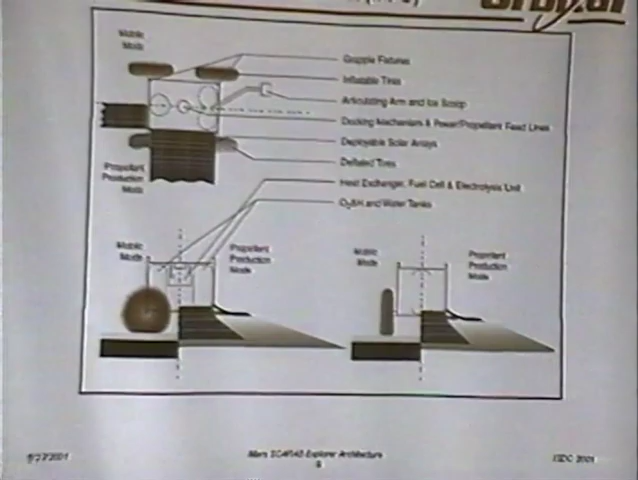 Orbital
Mobile
Mode
Grapple Fixtures
Inflatable Tires
Articulating Arm and Ice Scoop
Docking Mechanism & Power/Propellant Feed Lines
Deployable Solar Arrays
Deflated Tires
Propellant
Production
Mode
Heat Exchanger, Fuel Cell & Electrolysis Unit
O2&H and Water Tanks
Mobile
Mode
Propellant
Production
Mode
Mobile
Mode
Propellant
Production
Mode
Mars SCARAB Explorer Architecture
ISDC 2001